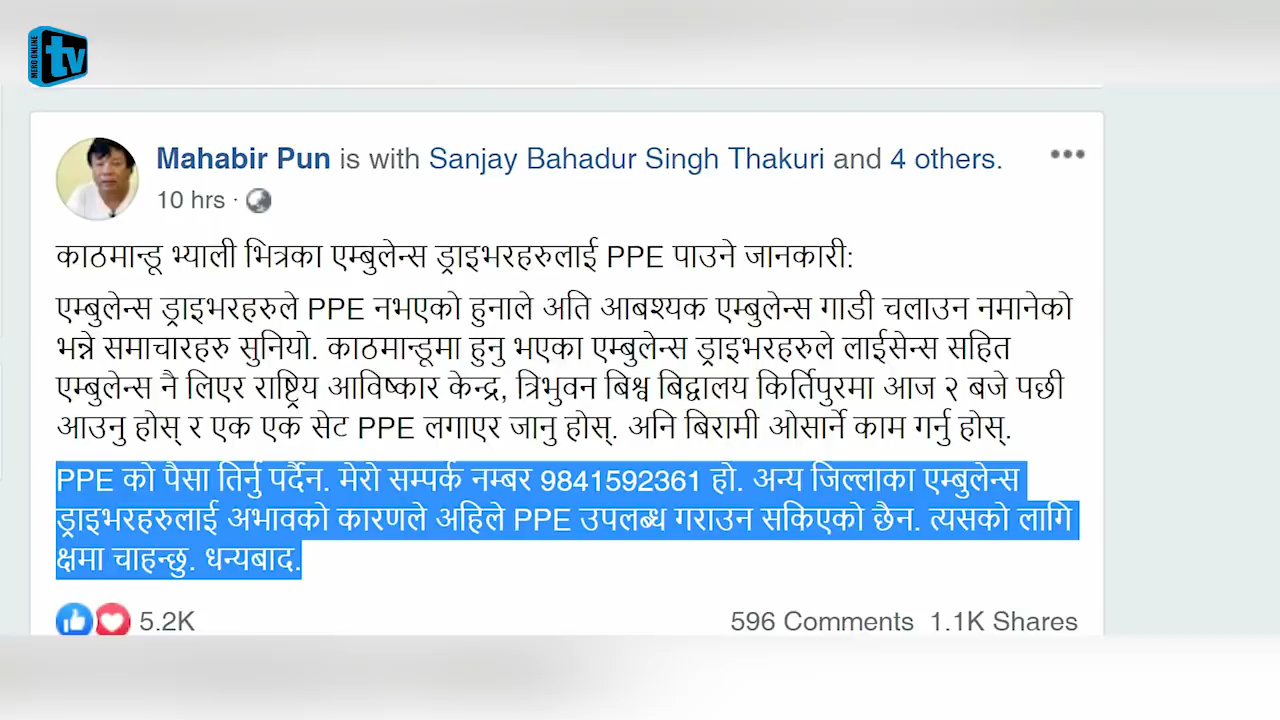 MERO ONLINE
tv
Mahabir Pun is with Sanjay Bahadur Singh Thakuri and 4 others.
10 hrs ·
काठमान्डू भ्याली भित्रका एम्बुलेन्स ड्राइभरहरुलाई PPE पाउने जानकारी:
एम्बुलेन्स ड्राइभरहरुले PPE नभएको हुनाले अति आबश्यक एम्बुलेन्स गाडी चलाउन नमानेको
भन्ने समाचारहरु सुनियो. काठमान्डूमा हुनु भएका एम्बुलेन्स ड्राइभरहरुले लाईसेन्स सहित
एम्बुलेन्स नै लिएर राष्ट्रिय आविष्कार केन्द्र, त्रिभुवन बिश्व बिद्वालय किर्तिपुरमा आज २ बजे पछी
आउनु होस् र एक एक सेट PPE लगाएर जानु होस्. अनि बिरामी ओसार्ने काम गर्नु होस्.
PPE को पैसा तिर्नु पर्दैन. मेरो सम्पर्क नम्बर 9841592361 हो. अन्य जिल्लाका एम्बुलेन्स
ड्राइभरहरुलाई अभावको कारणले अहिले PPE उपलब्ध गराउन सकिएको छैन. त्यसको लागि
क्षमा चाहन्छु. धन्यबाद.
5.2K
596 Comments 1.1K Shares